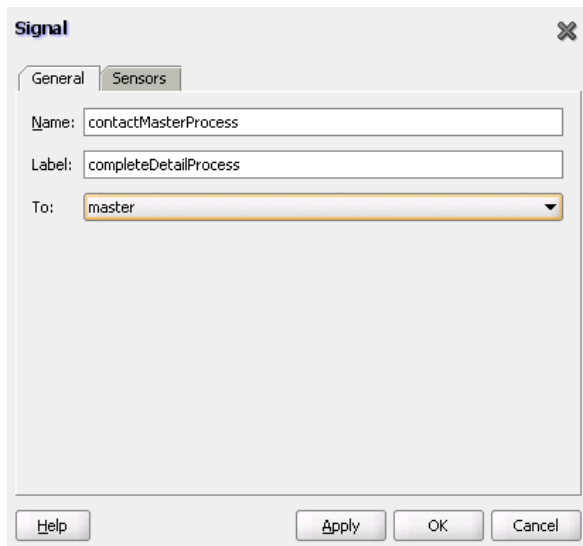 Signal
General Sensors
Name: contactMasterProcess
Label: completeDetailProcess
To: master
Help Apply OK Cancel